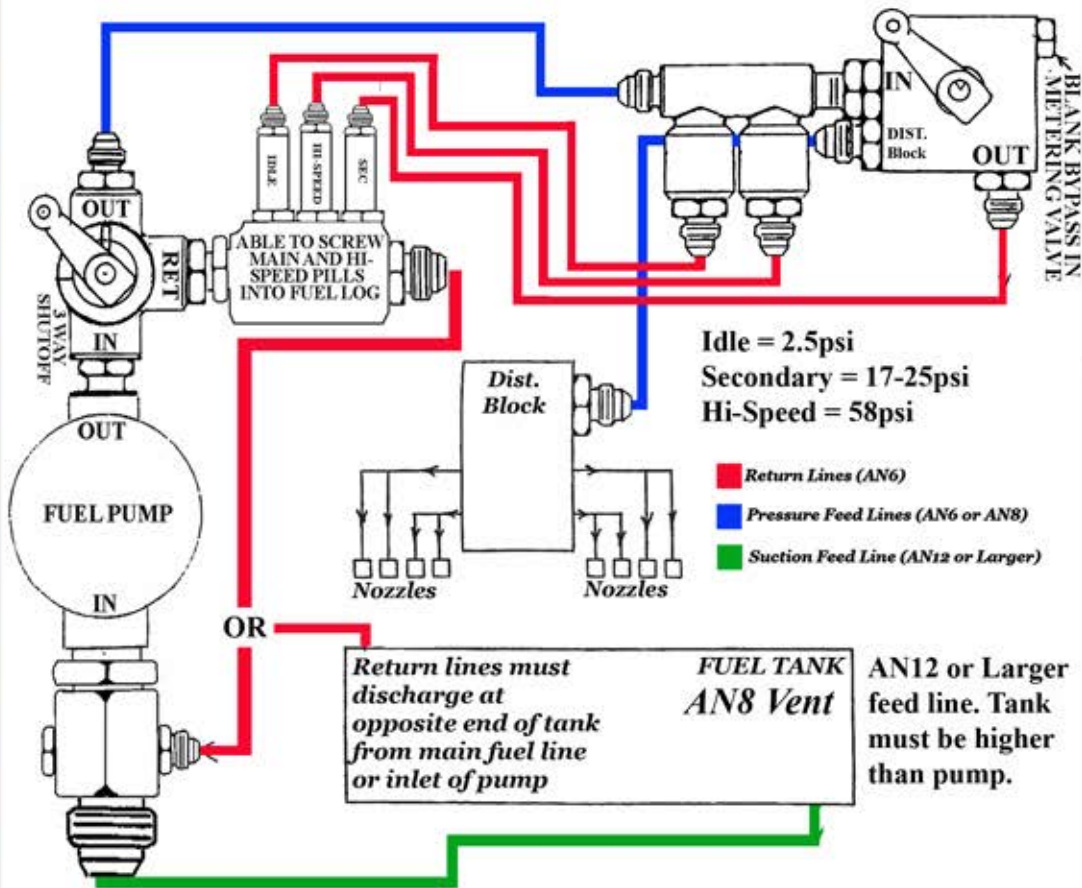 OUT
RET
IN
3 WAY
SHUTOFF
IDLE
HI-SPEED
SEC
ABLE TO SCREW
MAIN AND HI-
SPEED PILLS
INTO FUEL LOG
IN
DIST.
Block
OUT
BLANK BYPASS IN
METERING VALVE
Idle = 2.5psi
Secondary = 17-25psi
Hi-Speed = 58psi
Dist.
Block
Return Lines (AN6)
Pressure Feed Lines (AN6 or AN8)
Suction Feed Line (AN12 or Larger)
Nozzles
Nozzles
OUT
FUEL PUMP
IN
OR
Return lines must
discharge at
opposite end of tank
from main fuel line
or inlet of pump
FUEL TANK
AN8 Vent
AN12 or Larger
feed line. Tank
must be higher
than pump.